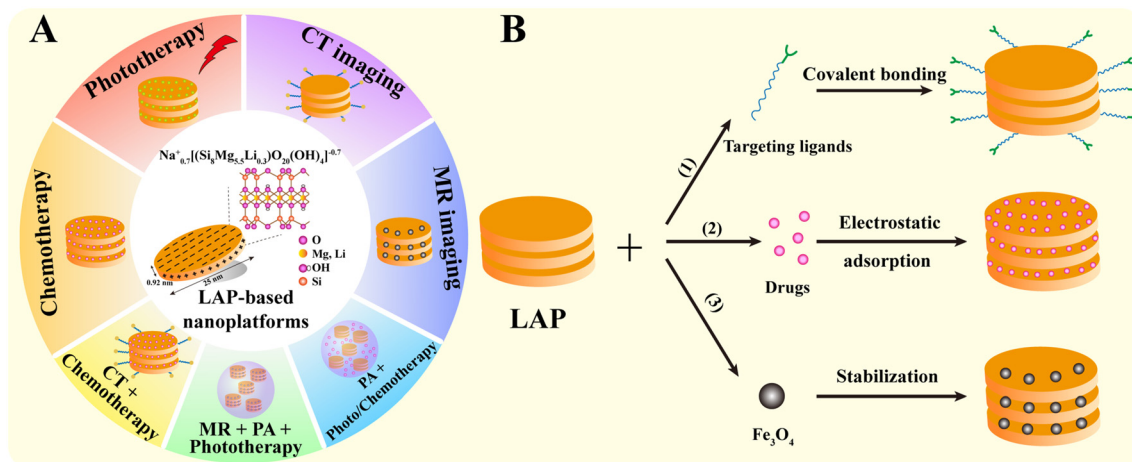 A
Phototherapy
CT imaging
MR imaging
PA +
Photo/Chemotherapy
MR + PA +
Phototherapy
CT +
Chemotherapy
Chemotherapy
Na⁺₀.₇[(Si₈Mg₅.₅Li₀.₃)O₂₀(OH)₄]⁻⁰·⁷
O
Mg, Li
OH
Si
0.92 nm
25 nm
LAP-based
nanoplatforms
B
LAP
+
(1)
Targeting ligands
Covalent bonding
(2)
Drugs
Electrostatic
adsorption
(3)
Fe₃O₄
Stabilization